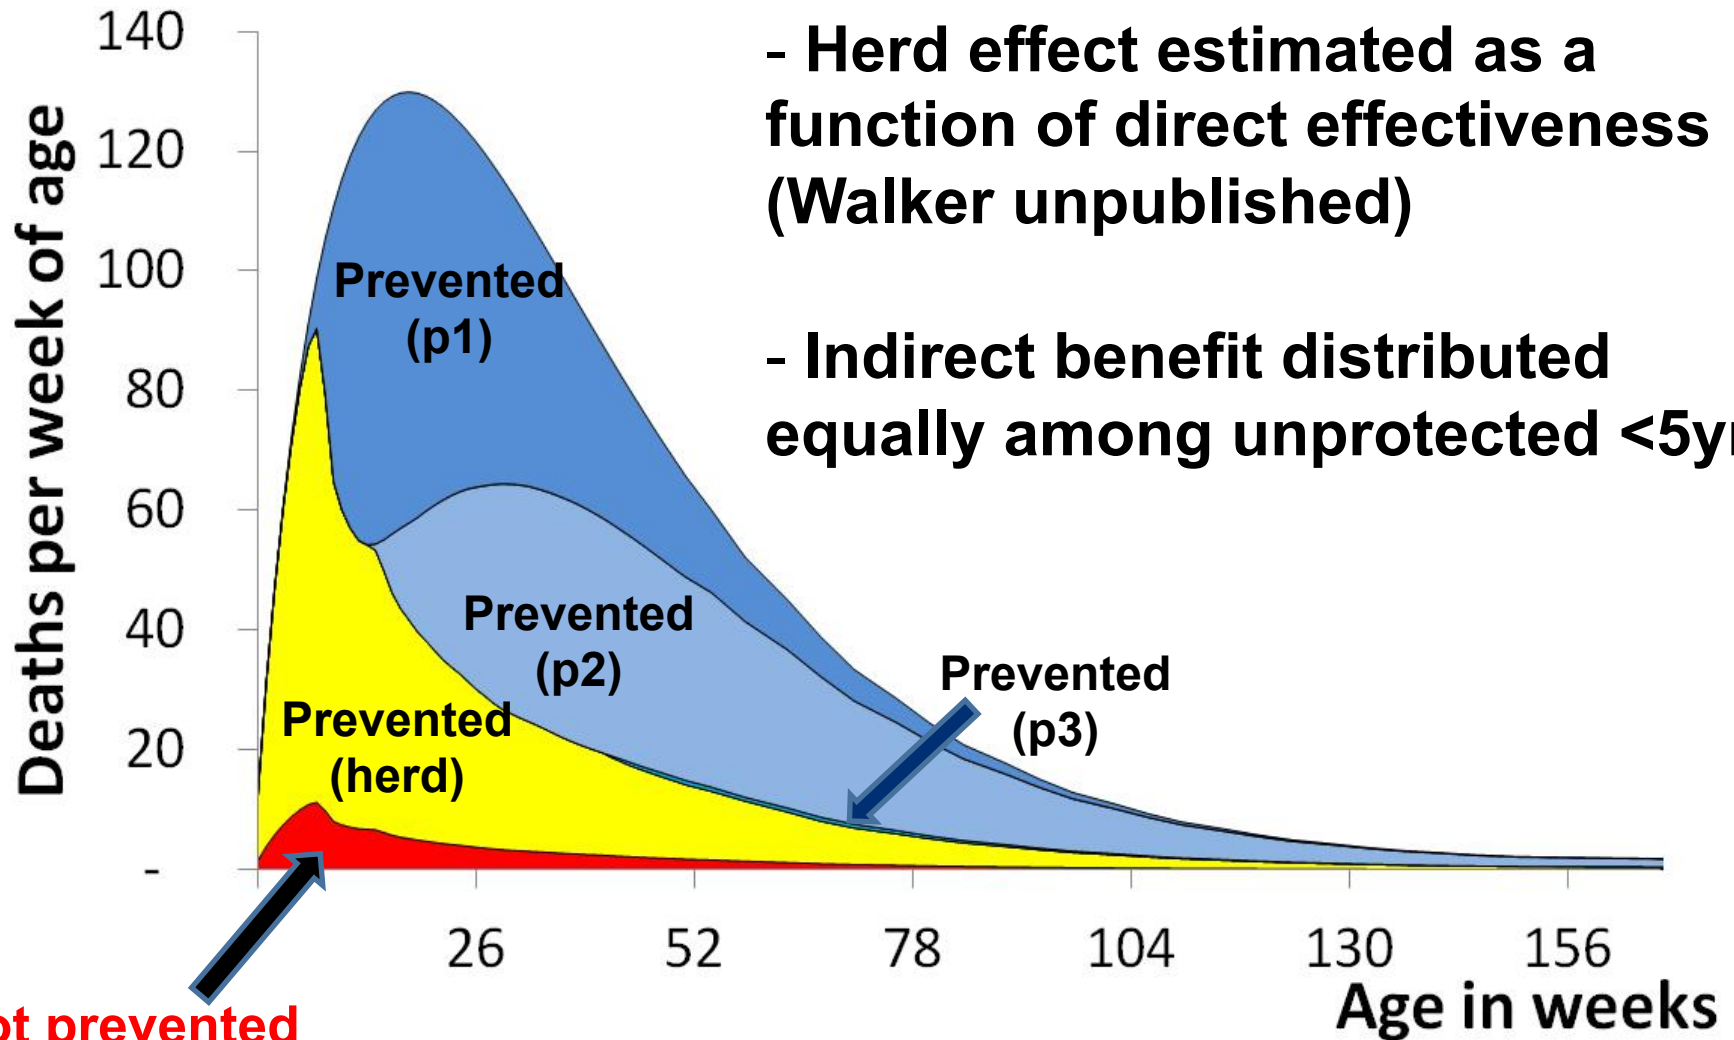 140
120
100
80
60
40
20
-
Deaths per week of age
- Herd effect estimated as a
function of direct effectiveness
(Walker unpublished)
- Indirect benefit distributed
equally among unprotected <5y
Prevented
(p1)
Prevented
(p2)
Prevented
(p3)
Prevented
(herd)
26 52 78 104 130 156
Age in weeks
ot prevented